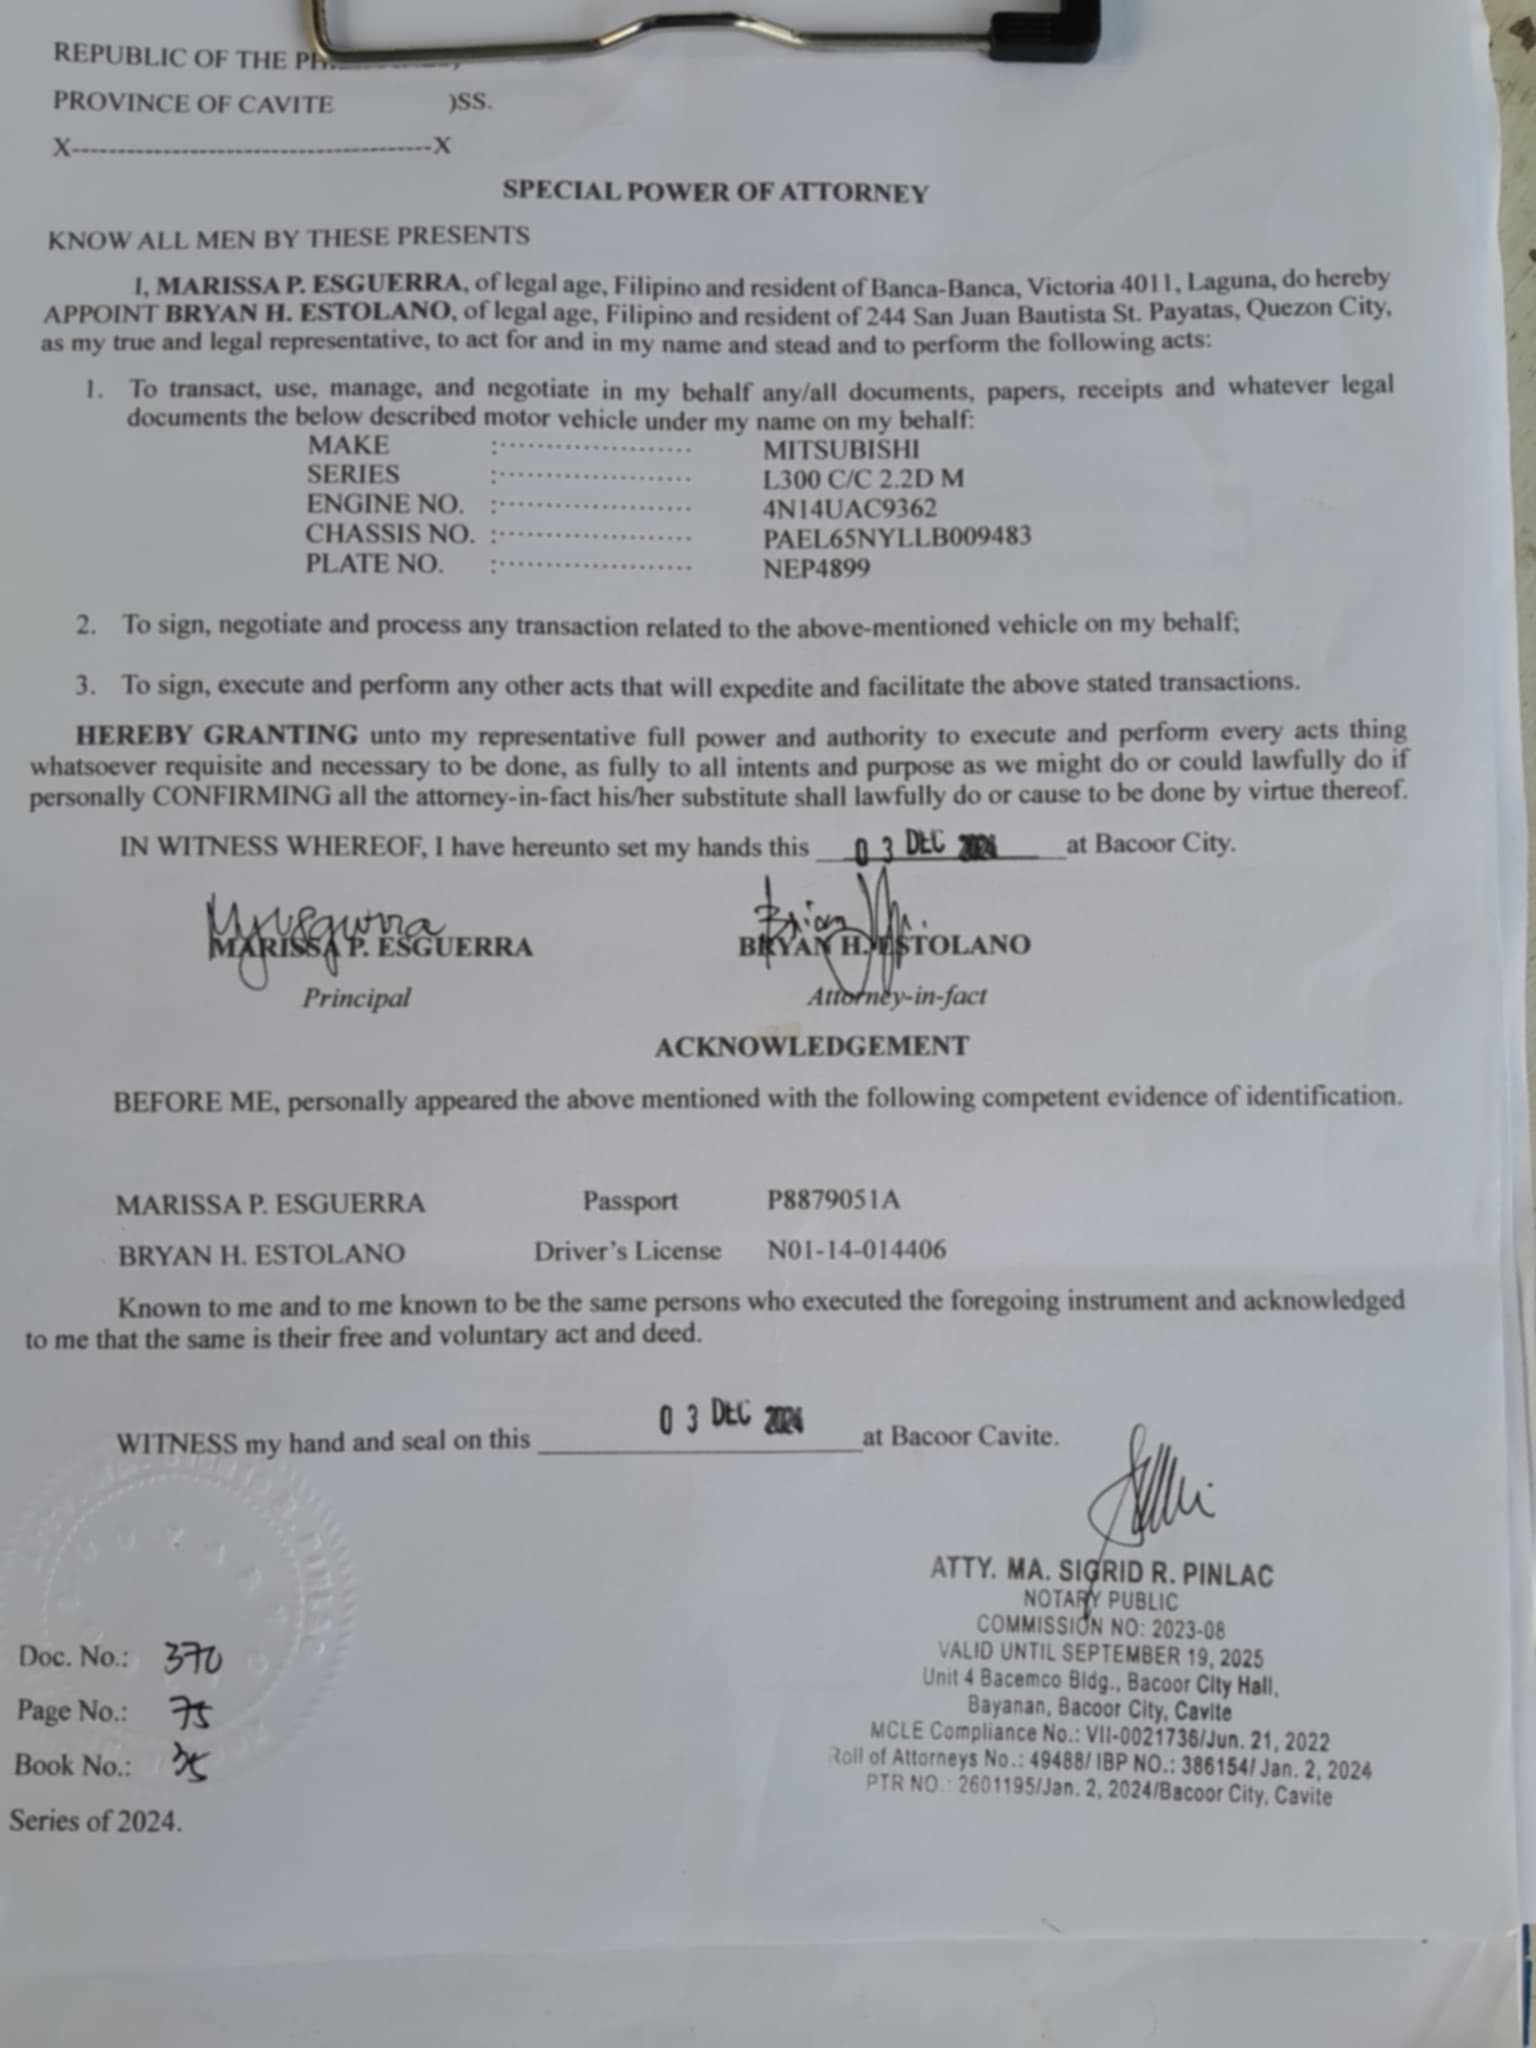 REPUBLIC OF THE
PROVINCE OF CAVITE )SS.
X----------------------------------------X
SPECIAL POWER OF ATTORNEY
KNOW ALL MEN BY THESE PRESENTS
I, MARISSA P. ESGUERRA, of legal age, Filipino and resident of Banca-Banca, Victoria 4011, Laguna, do hereby
APPOINT BRYAN H. ESTOLANO, of legal age, Filipino and resident of 244 San Juan Bautista St. Payatas, Quezon City,
as my true and legal representative, to act for and in my name and stead and to perform the following acts:
1. To transact, use, manage, and negotiate in my behalf any/all documents, papers, receipts and whatever legal
documents the below described motor vehicle under my name on my behalf:
MAKE :..................... MITSUBISHI
SERIES :..................... L300 C/C 2.2D M
ENGINE NO. :..................... 4N14UAC9362
CHASSIS NO. :..................... PAEL65NYLLB009483
PLATE NO. :..................... NEP4899
2. To sign, negotiate and process any transaction related to the above-mentioned vehicle on my behalf;
3. To sign, execute and perform any other acts that will expedite and facilitate the above stated transactions.
HEREBY GRANTING unto my representative full power and authority to execute and perform every acts thing
whatsoever requisite and necessary to be done, as fully to all intents and purpose as we might do or could lawfully do if
personally CONFIRMING all the attorney-in-fact his/her substitute shall lawfully do or cause to be done by virtue thereof.
IN WITNESS WHEREOF, I have hereunto set my hands this 03 DEC 2024 at Bacoor City.
MARISSA P. ESGUERRA BRYAN H. ESTOLANO
Principal Attorney-in-fact
ACKNOWLEDGEMENT
BEFORE ME, personally appeared the above mentioned with the following competent evidence of identification.
MARISSA P. ESGUERRA Passport P8879051A
BRYAN H. ESTOLANO Driver's License N01-14-014406
Known to me and to me known to be the same persons who executed the foregoing instrument and acknowledged
to me that the same is their free and voluntary act and deed.
WITNESS my hand and seal on this 03 DEC 2024 at Bacoor Cavite.
ATTY. MA. SIGRID R. PINLAC
NOTARY PUBLIC
COMMISSION NO: 2023-08
VALID UNTIL SEPTEMBER 19, 2025
Unit 4 Bacemco Bldg., Bacoor City Hall,
Bayanan, Bacoor City, Cavite
MCLE Compliance No.: VII-0021736/Jun. 21, 2022
Roll of Attorneys No.: 49488/ IBP NO.: 386154/ Jan. 2, 2024
PTR NO.: 2601195/Jan. 2, 2024/Bacoor City, Cavite
Doc. No.: 370
Page No.: 75
Book No.: 35
Series of 2024.